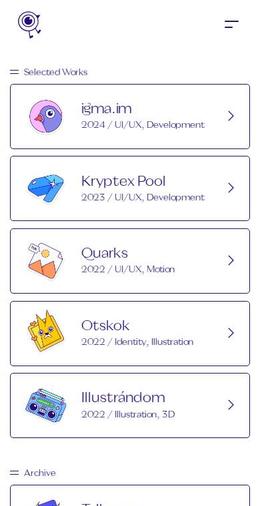 Selected Works
igma.im
2024 / UI/UX, Development
Kryptex Pool
2023 / UI/UX, Development
Quarks
2022 / UI/UX, Motion
Otskok
2022 / Identity, Illustration
Illustrándom
2022 / Illustration, 3D
Archive